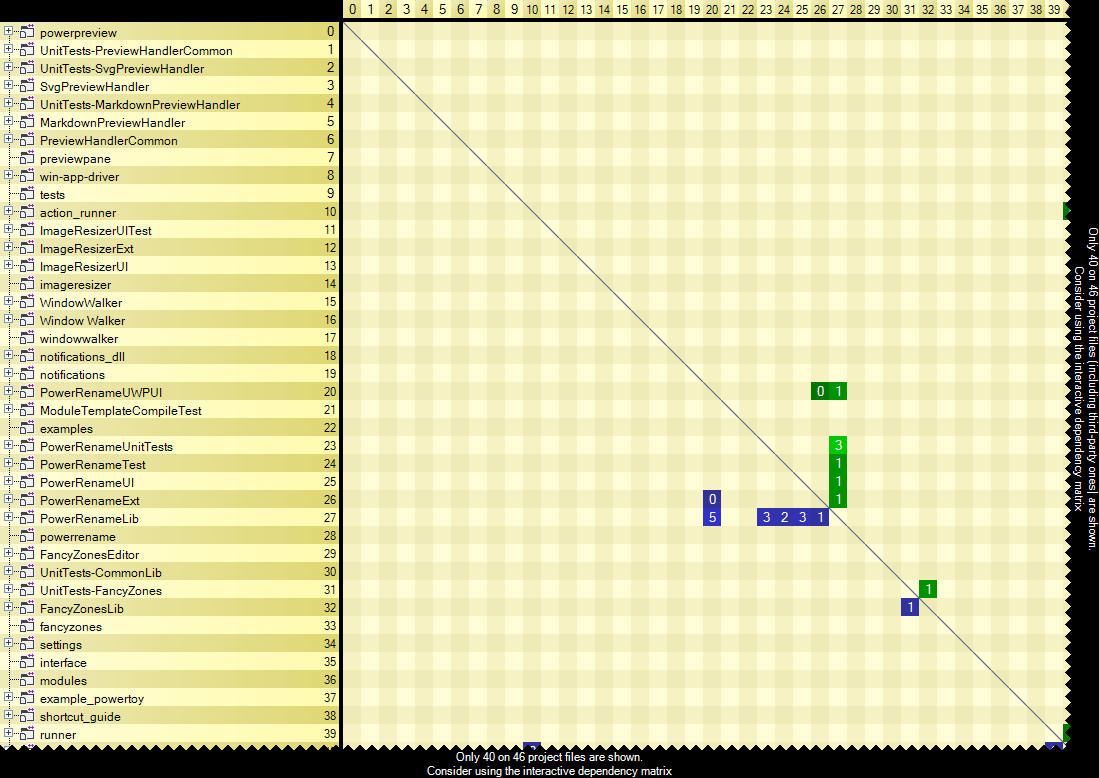 0 1 2 3 4 5 6 7 8 9 10 11 12 13 14 15 16 17 18 19 20 21 22 23 24 25 26 27 28 29 30 31 32 33 34 35 36 37 38 39
powerpreview 0
UnitTests-PreviewHandlerCommon 1
UnitTests-SvgPreviewHandler 2
SvgPreviewHandler 3
UnitTests-MarkdownPreviewHandler 4
MarkdownPreviewHandler 5
PreviewHandlerCommon 6
previewpane 7
win-app-driver 8
tests 9
action_runner 10
ImageResizerUITest 11
ImageResizerExt 12
ImageResizerUI 13
imageresizer 14
WindowWalker 15
Window Walker 16
windowwalker 17
notifications_dll 18
notifications 19
PowerRenameUWPUI 20 0 1
ModuleTemplateCompileTest 21
examples 22
PowerRenameUnitTests 23 3
PowerRenameTest 24 1
PowerRenameUI 25 1
PowerRenameExt 26 0 1
PowerRenameLib 27 5 3 2 3 1
powerrename 28
FancyZonesEditor 29
UnitTests-CommonLib 30
UnitTests-FancyZones 31 1
FancyZonesLib 32 1
fancyzones 33
settings 34
interface 35
modules 36
example_powertoy 37
shortcut_guide 38
runner 39
Only 40 on 46 project files (including third-party ones) are shown.
Consider using the interactive dependency matrix
Only 40 on 46 project files are shown.
Consider using the interactive dependency matrix